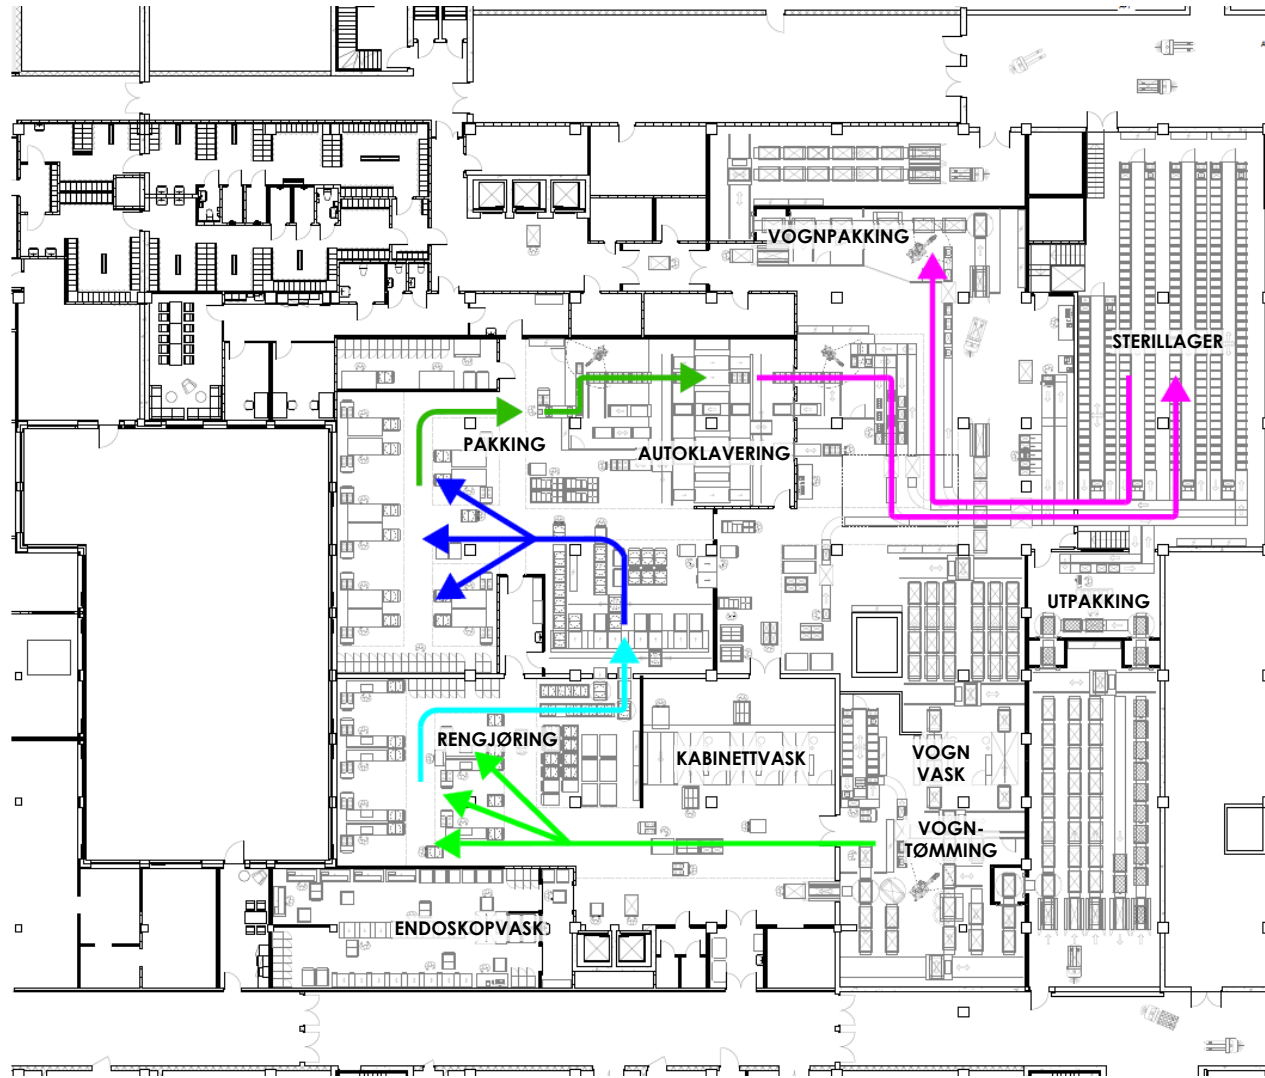 VOGNPAKKING
STERILLAGER
PAKKING
AUTOKLAVERING
UTPAKKING
RENGJØRING
KABINETTVASK
VOGN
VASK
VOGN-
TØMMING
ENDOSKOPVASK